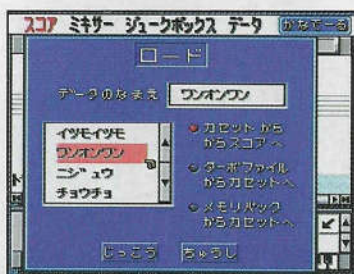 スコア ミキサー ジュークボックス データ かなでーる
ロード
データのなまえ ワンオンワン
イツモイツモ
ワンオンワン
ニジュウ
チョウチョ
カセットから
からスコアへ
ターボファイル
からカセットへ
メモリパック
からカセットへ
じっこう ちゅうし